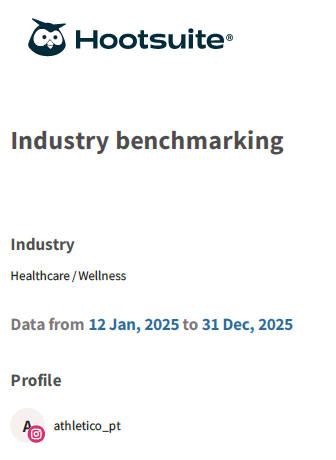 Hootsuite®
Industry benchmarking
Industry
Healthcare / Wellness
Data from 12 Jan, 2025 to 31 Dec, 2025
Profile
A
athletico_pt